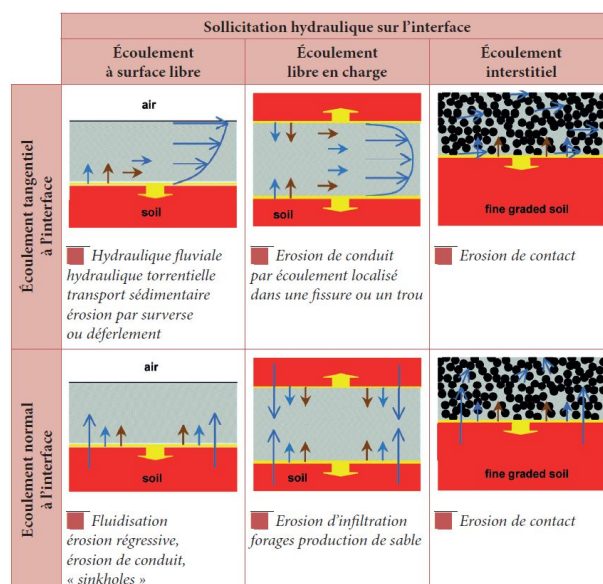 Sollicitation hydraulique sur l'interface
Écoulement
à surface libre
Écoulement
libre en charge
Écoulement
interstitiel
Écoulement tangentiel
à l'interface
air
soil
soil
fine graded soil
Hydraulique fluviale
hydraulique torrentielle
transport sédimentaire
érosion par surverse
ou déferlement
Erosion de conduit
par écoulement localisé
dans une fissure ou un trou
Erosion de contact
Ecoulement normal
à l'interface
air
soil
soil
fine graded soil
Fluidisation
érosion régressive,
érosion de conduit,
« sinkholes »
Erosion d'infiltration
forages production de sable
Erosion de contact